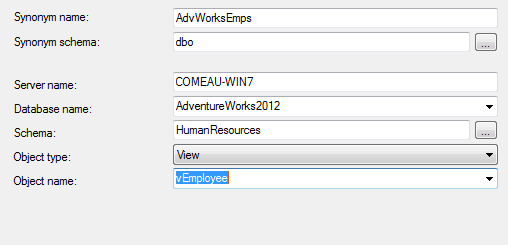 Synonym name: AdvWorksEmps
Synonym schema: dbo ...
Server name: COMEAU-WIN7
Database name: AdventureWorks2012
Schema: HumanResources ...
Object type: View
Object name: vEmployee